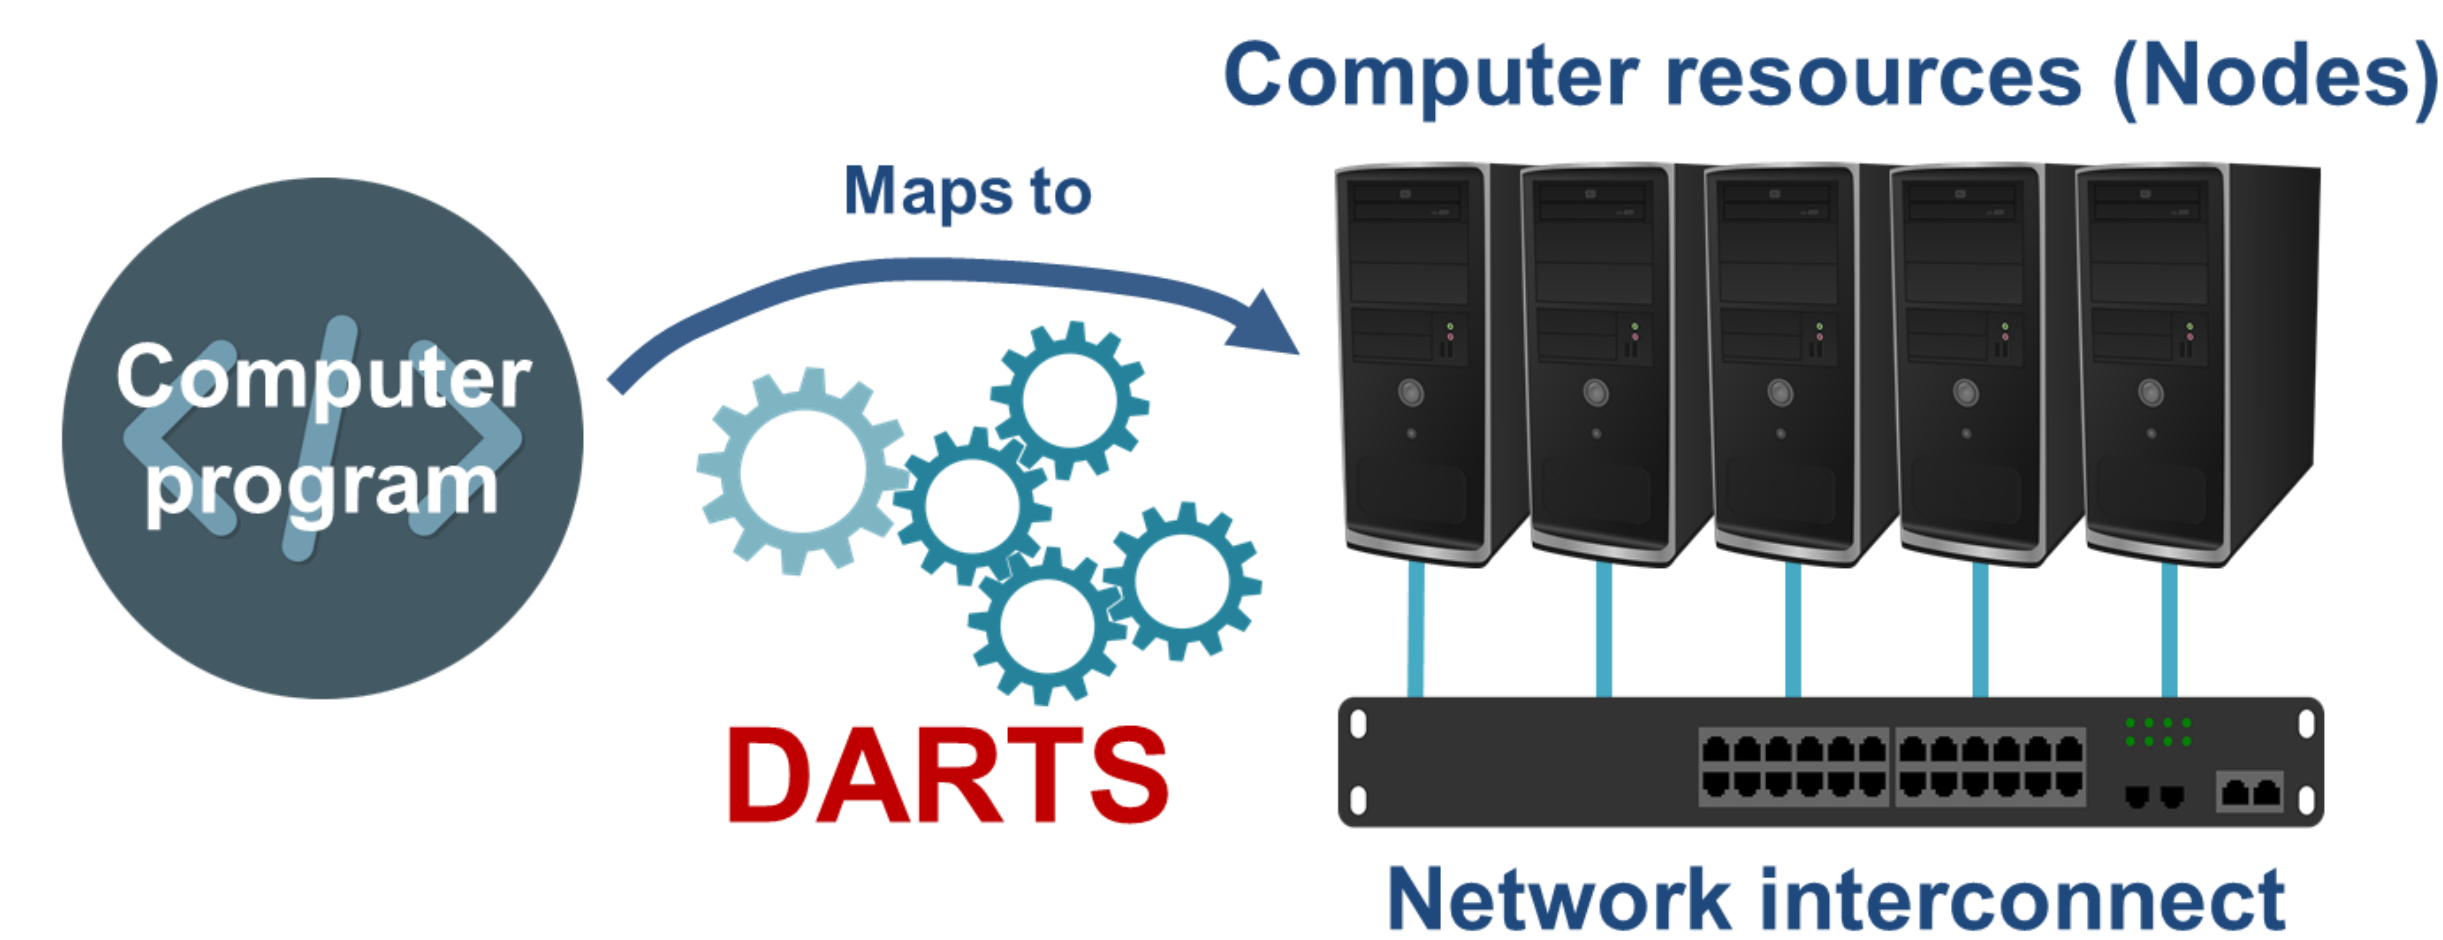 Computer resources (Nodes)
Maps to
Computer
program
DARTS
Network interconnect